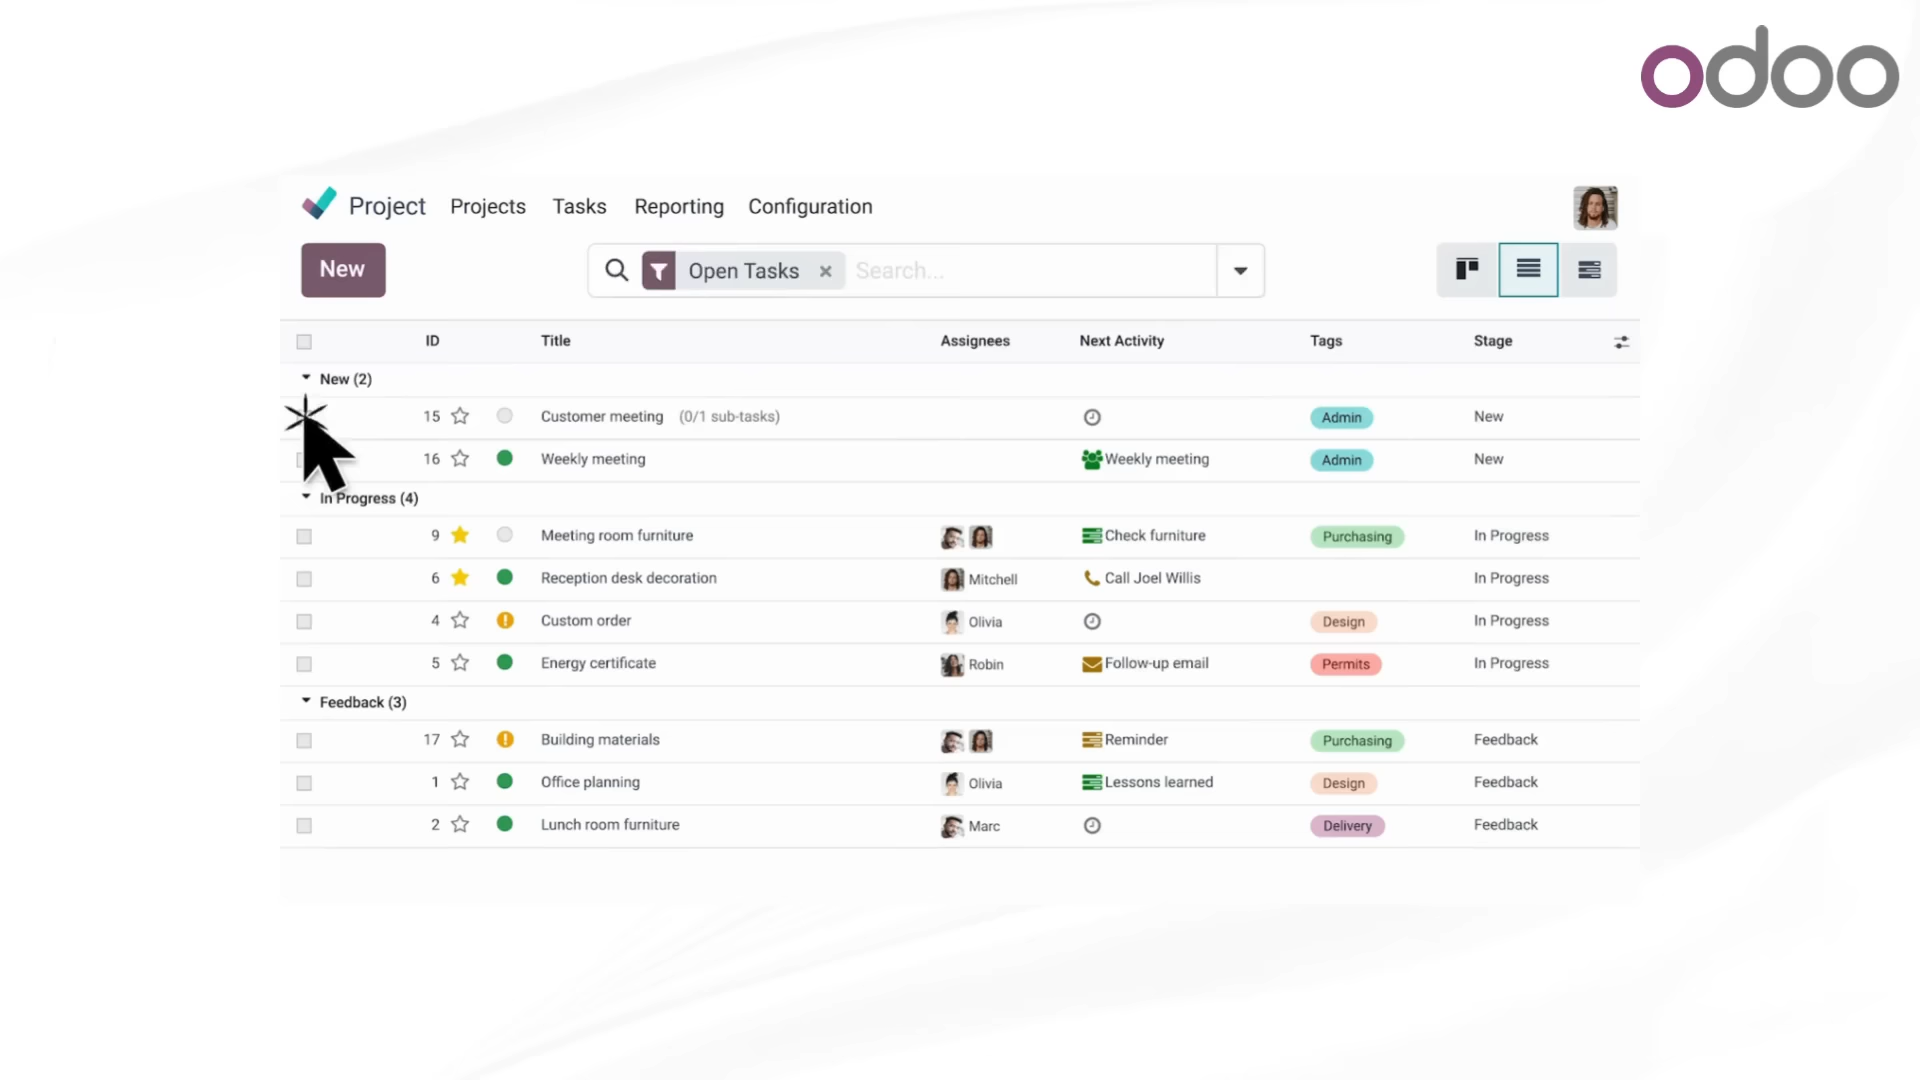 odoo
Project Projects Tasks Reporting Configuration
New Open Tasks × Search...
ID Title Assignees Next Activity Tags Stage
New (2)
15 Customer meeting (0/1 sub-tasks) Admin New
16 Weekly meeting Weekly meeting Admin New
In Progress (4)
9 Meeting room furniture Check furniture Purchasing In Progress
6 Reception desk decoration Mitchell Call Joel Willis In Progress
4 Custom order Olivia Design In Progress
5 Energy certificate Robin Follow-up email Permits In Progress
Feedback (3)
17 Building materials Reminder Purchasing Feedback
1 Office planning Olivia Lessons learned Design Feedback
2 Lunch room furniture Marc Delivery Feedback